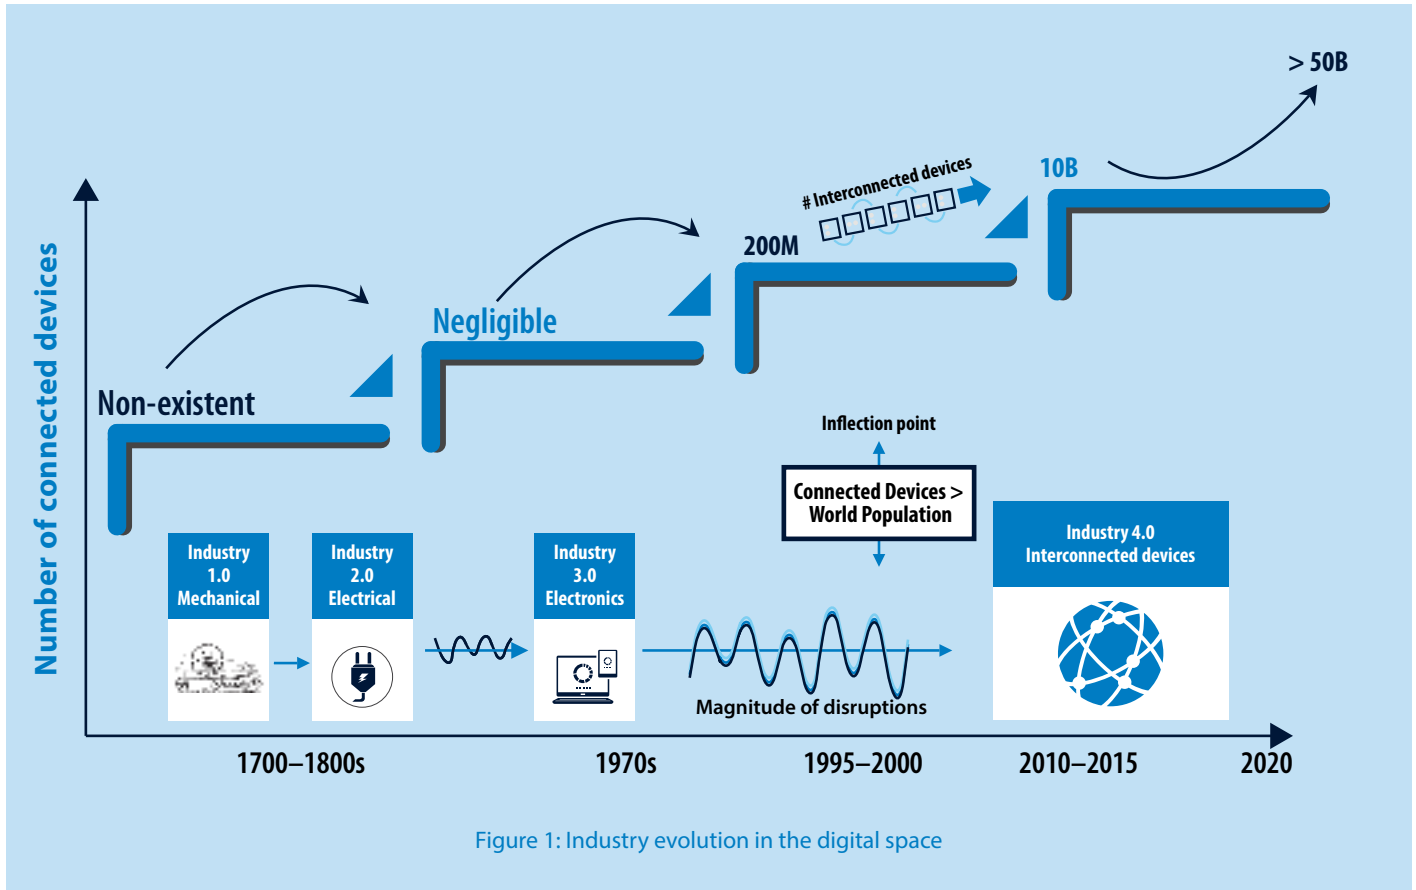 > 50B
10B
# Interconnected devices
200M
Negligible
Non-existent
Number of connected devices
Inflection point
Connected Devices >
World Population
Industry
1.0
Mechanical
Industry
2.0
Electrical
Industry
3.0
Electronics
Industry 4.0
Interconnected devices
Magnitude of disruptions
1700–1800s
1970s
1995–2000
2010–2015
2020
Figure 1: Industry evolution in the digital space